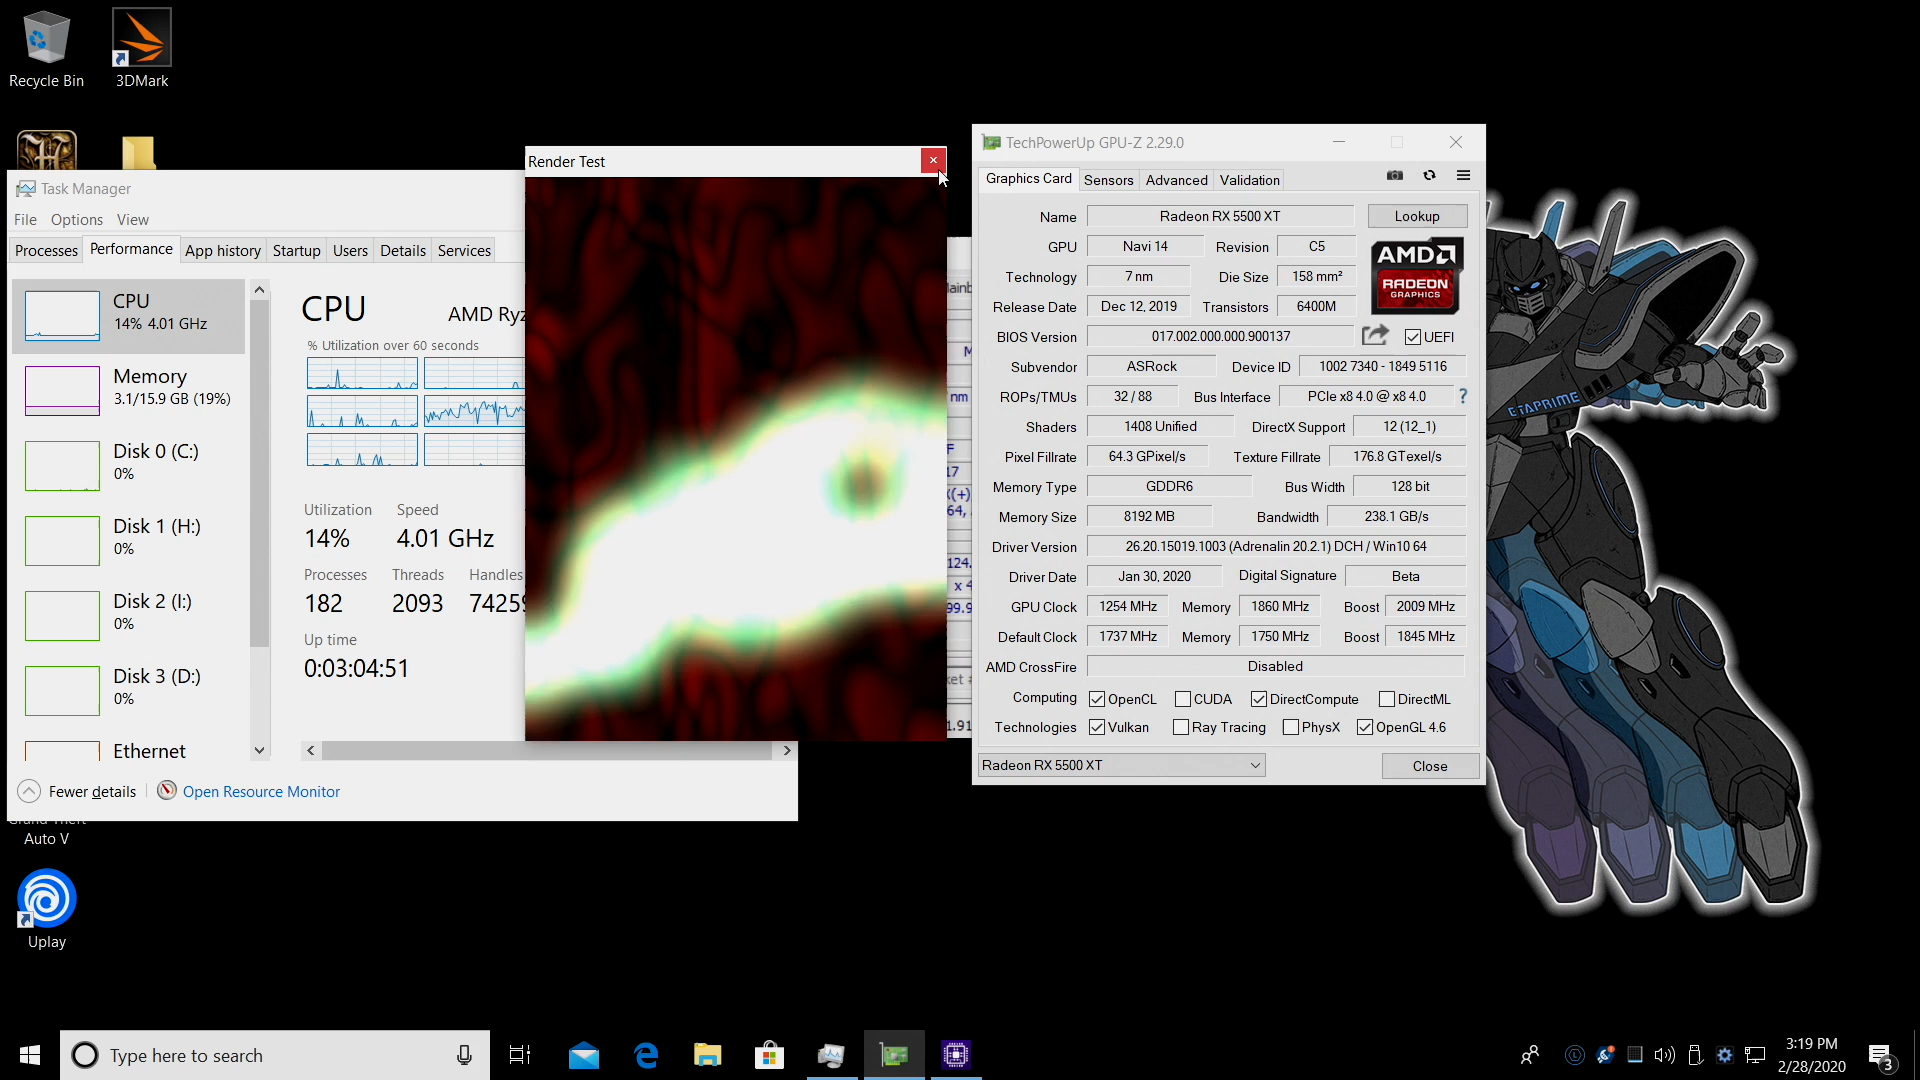 Recycle Bin
3DMark
Task Manager
File Options View
Processes Performance App history Startup Users Details Services
CPU
14% 4.01 GHz
Memory
3.1/15.9 GB (19%)
Disk 0 (C:)
0%
Disk 1 (H:)
0%
Disk 2 (I:)
0%
Disk 3 (D:)
0%
Ethernet
CPU AMD
% Utilization over 60 seconds
Utilization Speed
14% 4.01 GHz
Processes Threads Handles
182 2093
Up time
0:03:04:51
Fewer details
Open Resource Monitor
Auto V
Uplay
Render Test
TechPowerUp GPU-Z 2.29.0
Graphics Card Sensors Advanced Validation
Name Radeon RX 5500 XT Lookup
GPU Navi 14 Revision C5
AMD
RADEON
GRAPHICS
Technology 7 nm Die Size 158 mm²
Release Date Dec 12, 2019 Transistors 6400M
BIOS Version 017.002.000.000.900137 UEFI
Subvendor ASRock Device ID 1002 7340 - 1849 5116
ROPs/TMUs 32 / 88 Bus Interface PCIe x8 4.0 @ x8 4.0 ?
Shaders 1408 Unified DirectX Support 12 (12_1)
Pixel Fillrate 64.3 GPixel/s Texture Fillrate 176.8 GTexel/s
Memory Type GDDR6 Bus Width 128 bit
Memory Size 8192 MB Bandwidth 238.1 GB/s
Driver Version 26.20.15019.1003 (Adrenalin 20.2.1) DCH / Win10 64
Driver Date Jan 30, 2020 Digital Signature Beta
GPU Clock 1254 MHz Memory 1860 MHz Boost 2009 MHz
Default Clock 1737 MHz Memory 1750 MHz Boost 1845 MHz
AMD CrossFire Disabled
Computing OpenCL CUDA DirectCompute DirectML
Technologies Vulkan Ray Tracing PhysX OpenGL 4.6
Radeon RX 5500 XT Close
ETAPRIME
Type here to search
3:19 PM
2/28/2020
3